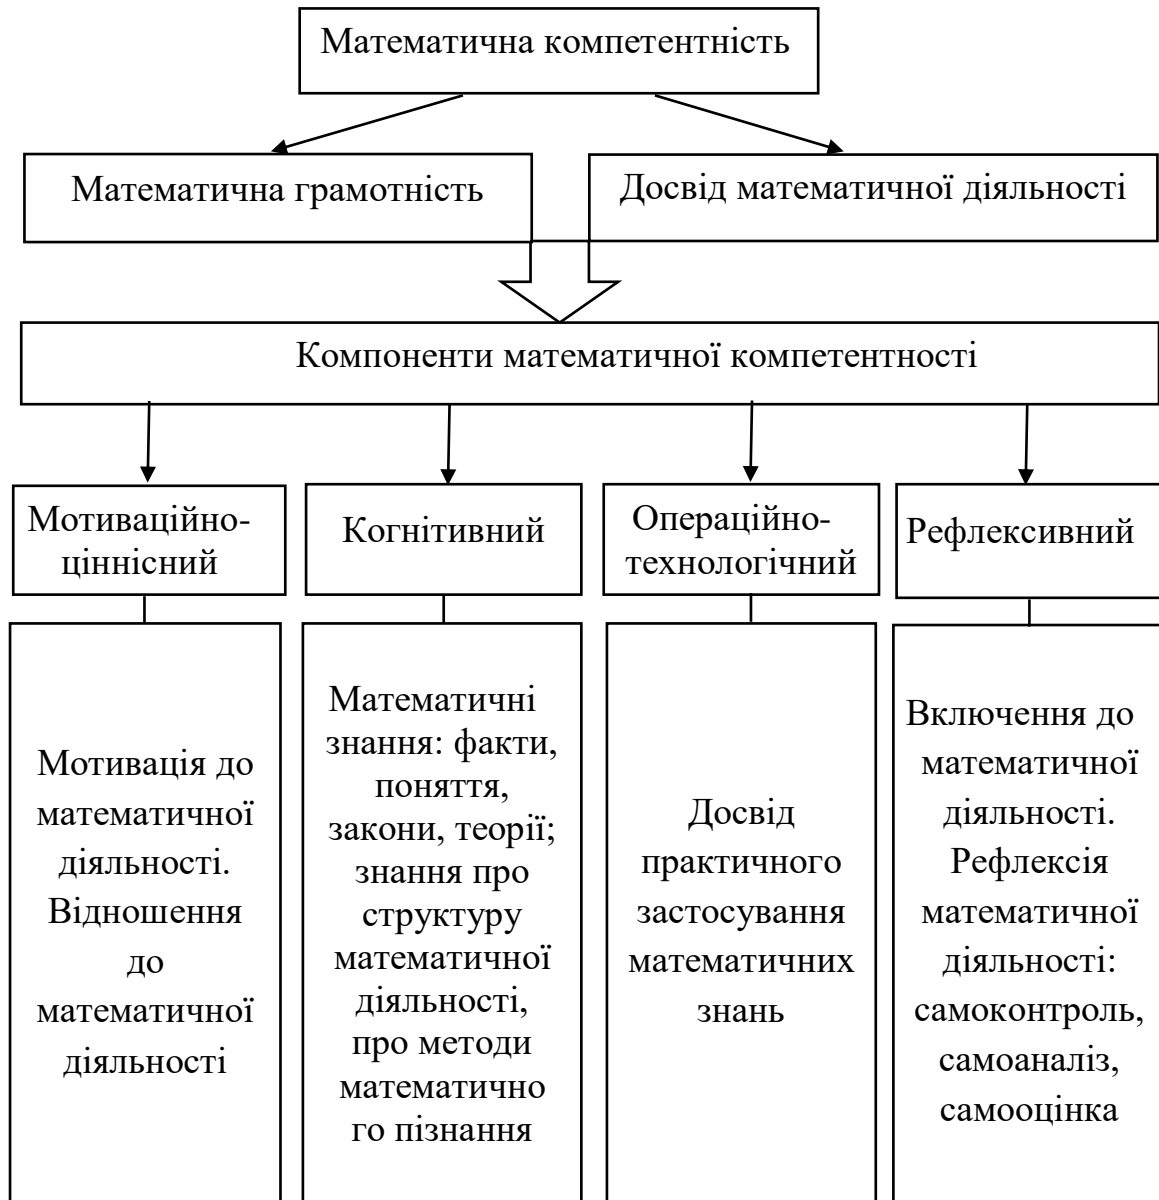 Математична компетентність
Математична грамотність
Досвід математичної діяльності
Компоненти математичної компетентності
Мотиваційно-
ціннісний
Когнітивний
Операційно-
технологічний
Рефлексивний
Мотивація до
математичної
діяльності.
Відношення
до
математичної
діяльності
Математичні
знання: факти,
поняття,
закони, теорії;
знання про
структуру
математичної
діяльності,
про методи
математично
го пізнання
Досвід
практичного
застосування
математичних
знань
Включення до
математичної
діяльності.
Рефлексія
математичної
діяльності:
самоконтроль,
самоаналіз,
самооцінка